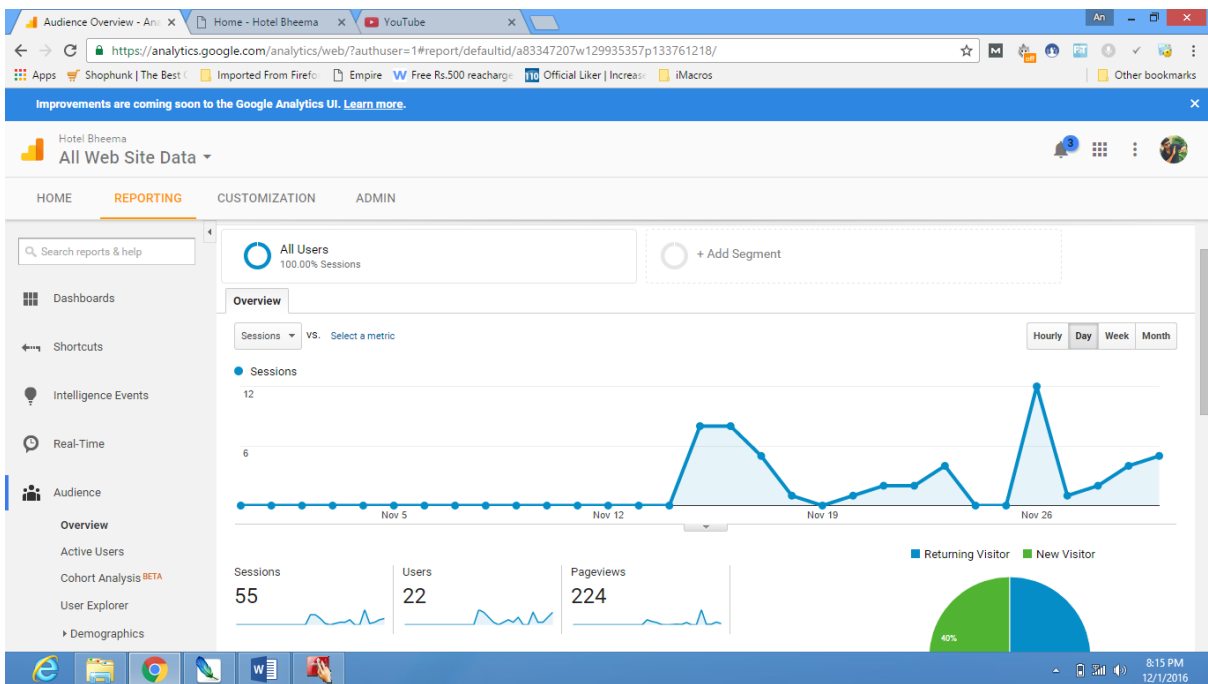 Audience Overview - An
Home - Hotel Bheema
YouTube
An
https://analytics.google.com/analytics/web/?authuser=1#report/defaultid/a83347207w129935357p133761218/
off
Apps
Shophunk | The Best
Imported From Firefo
Empire
W Free Rs.500 reacharge
110 Official Liker | Increase
iMacros
Other bookmarks
Improvements are coming soon to the Google Analytics UI. Learn more.
Hotel Bheema
All Web Site Data
3
HOME
REPORTING
CUSTOMIZATION
ADMIN
Search reports & help
All Users
100.00% Sessions
+ Add Segment
Dashboards
Overview
Sessions
VS.
Select a metric
Hourly
Day
Week
Month
Shortcuts
Sessions
12
Intelligence Events
6
Real-Time
Audience
Nov 5
Nov 12
Nov 19
Nov 26
Overview
Active Users
Cohort Analysis BETA
User Explorer
Demographics
Returning Visitor
New Visitor
Sessions
55
Users
22
Pageviews
224
40%
8:15 PM
12/1/2016